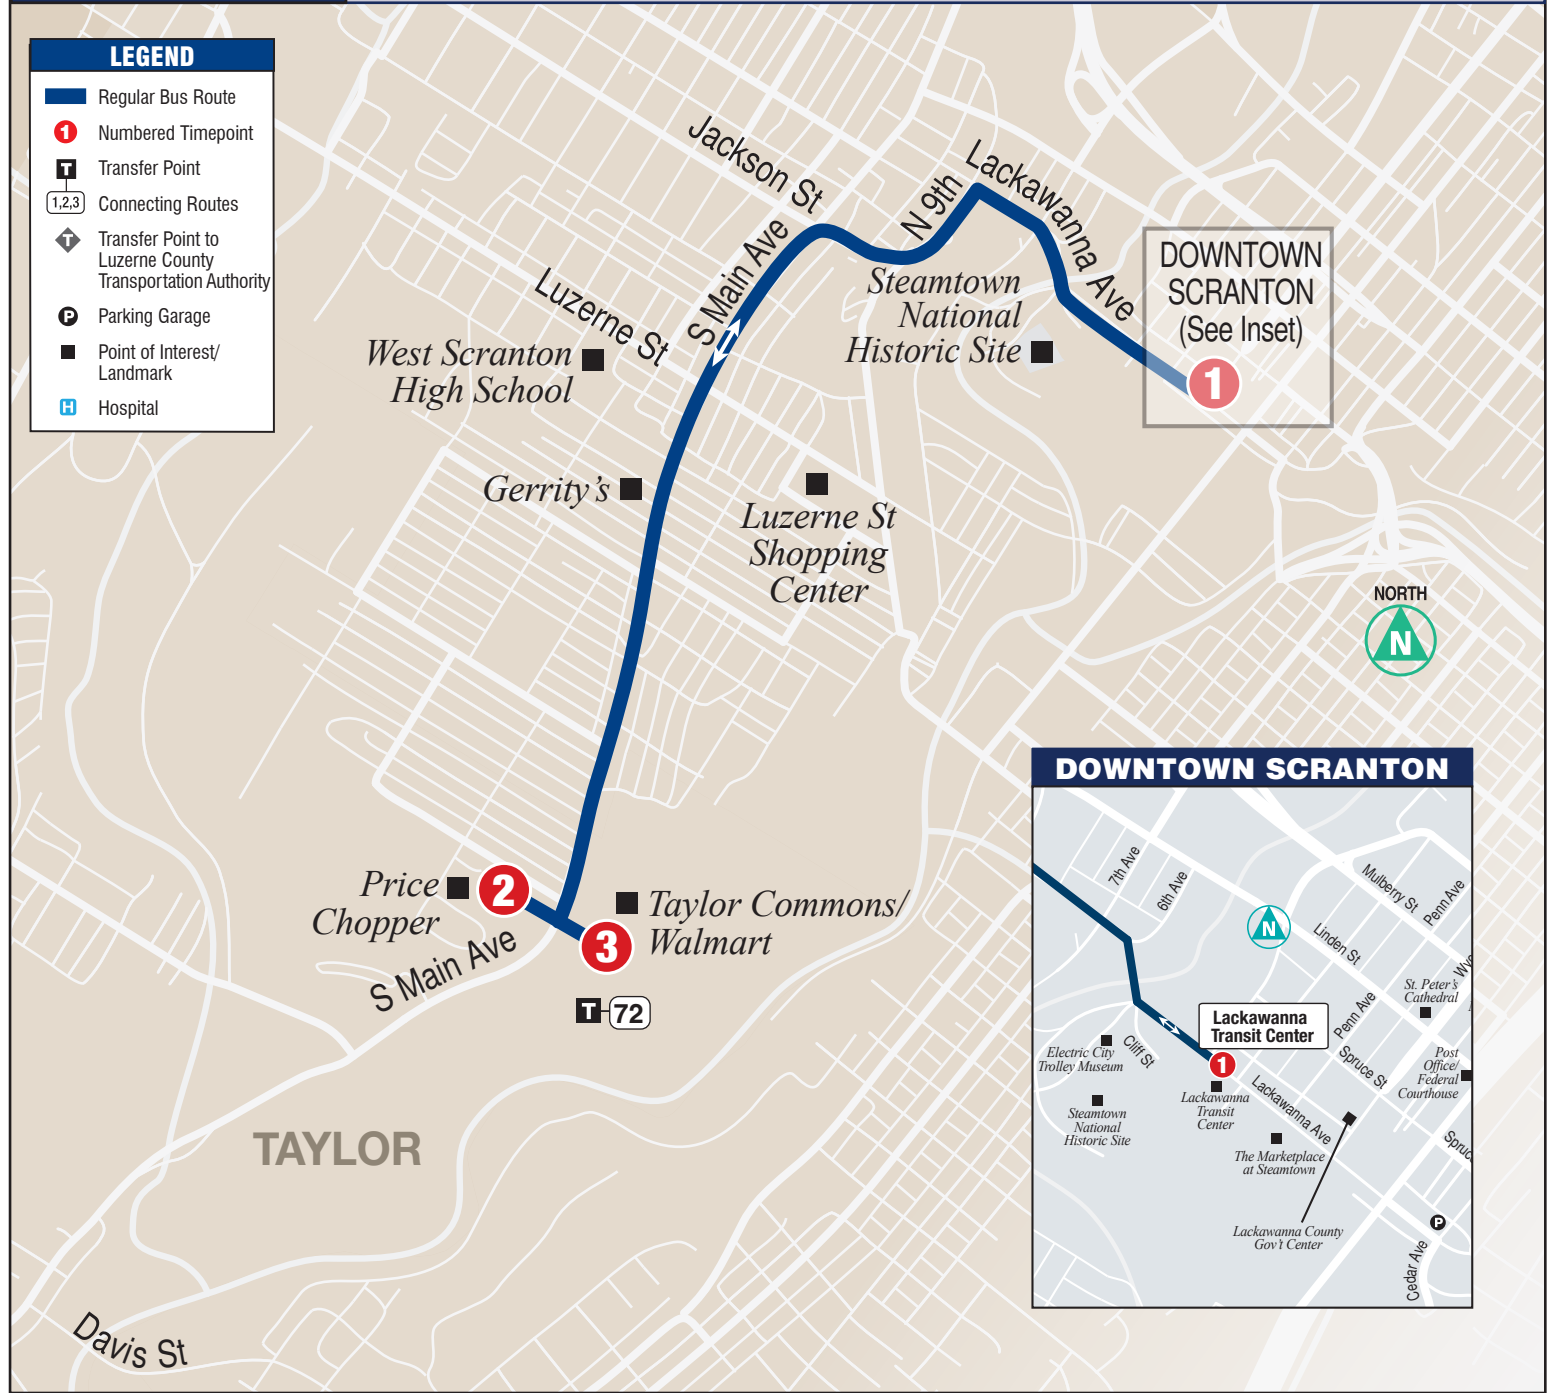 LEGEND
Regular Bus Route
1
Numbered Timepoint
T
Transfer Point
1,2,3
Connecting Routes
T
Transfer Point to
Luzerne County
Transportation Authority
P
Parking Garage
Point of Interest/
Landmark
H
Hospital
Jackson St
Lackawanna Ave
N 9th
S Main Ave
Luzerne St
Steamtown
National
Historic Site
DOWNTOWN
SCRANTON
(See Inset)
1
West Scranton
High School
Gerrity's
Luzerne St
Shopping
Center
NORTH
N
Price
Chopper
2
3
Taylor Commons/
Walmart
S Main Ave
T
72
TAYLOR
Davis St
DOWNTOWN SCRANTON
7th Ave
6th Ave
Mulberry St
Penn Ave
N
Linden St
St. Peter's
Cathedral
Lackawanna
Transit Center
Penn Ave
Spruce St
Electric City
Trolley Museum
Cliff St
1
Post
Office/
Federal
Courthouse
Lackawanna
Transit
Center
Lackawanna Ave
Steamtown
National
Historic Site
The Marketplace
at Steamtown
Lackawanna County
Gov't Center
P
Cedar Ave